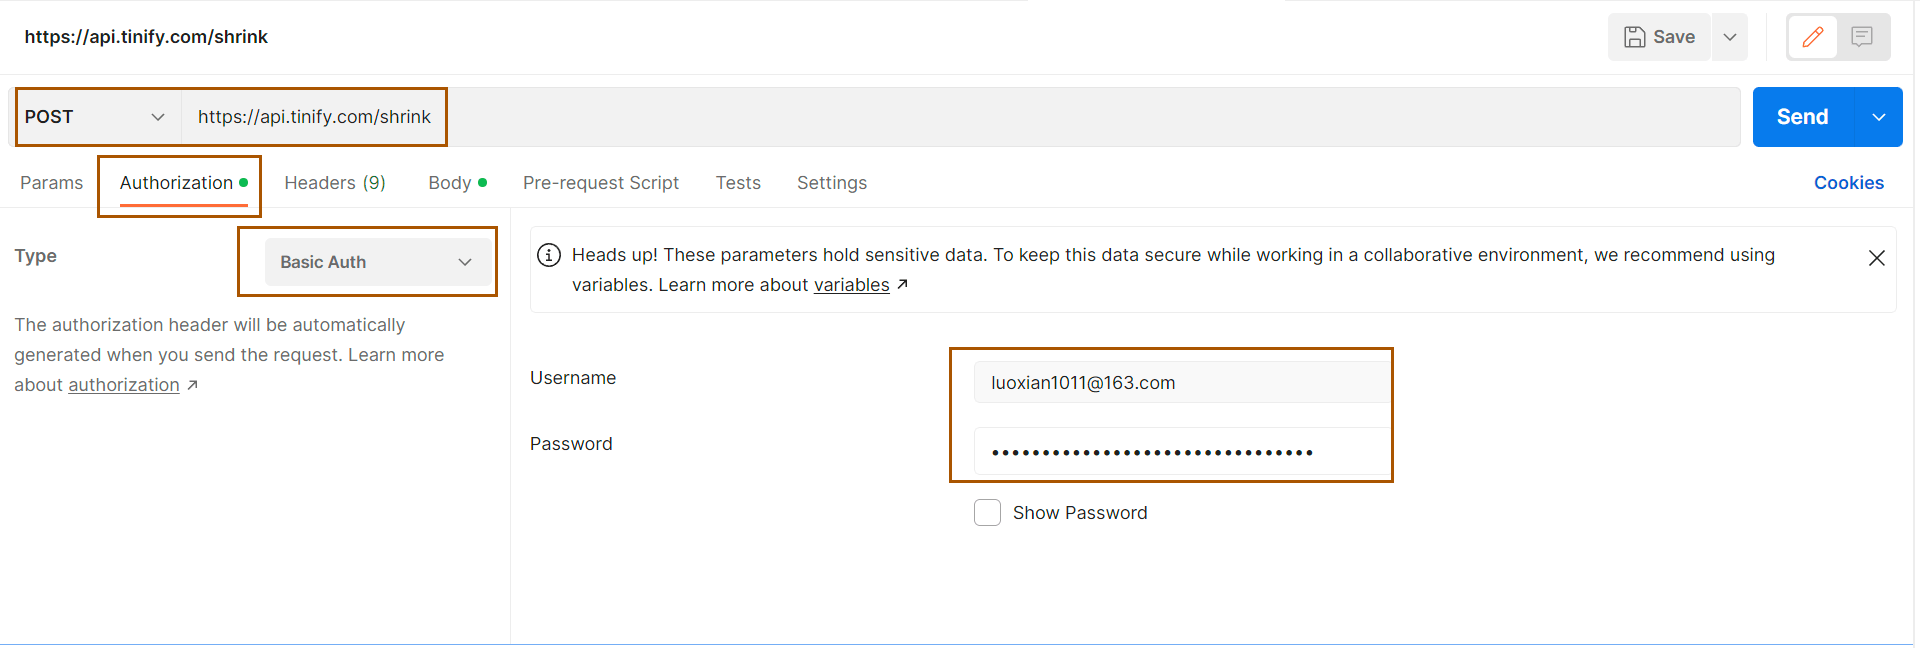 https://api.tinify.com/shrink
Save
POST
https://api.tinify.com/shrink
Send
Params
Authorization
Headers (9)
Body
Pre-request Script
Tests
Settings
Cookies
Type
Basic Auth
The authorization header will be automatically
generated when you send the request. Learn more
about authorization ↗
Heads up! These parameters hold sensitive data. To keep this data secure while working in a collaborative environment, we recommend using
variables. Learn more about variables ↗
Username
luoxian1011@163.com
Password
••••••••••••••••••••••••••••••••
Show Password